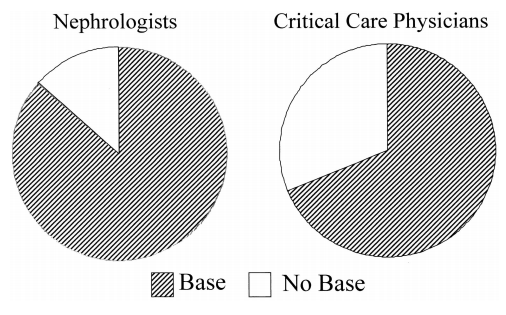 Nephrologists
Critical Care Physicians
Base
No Base